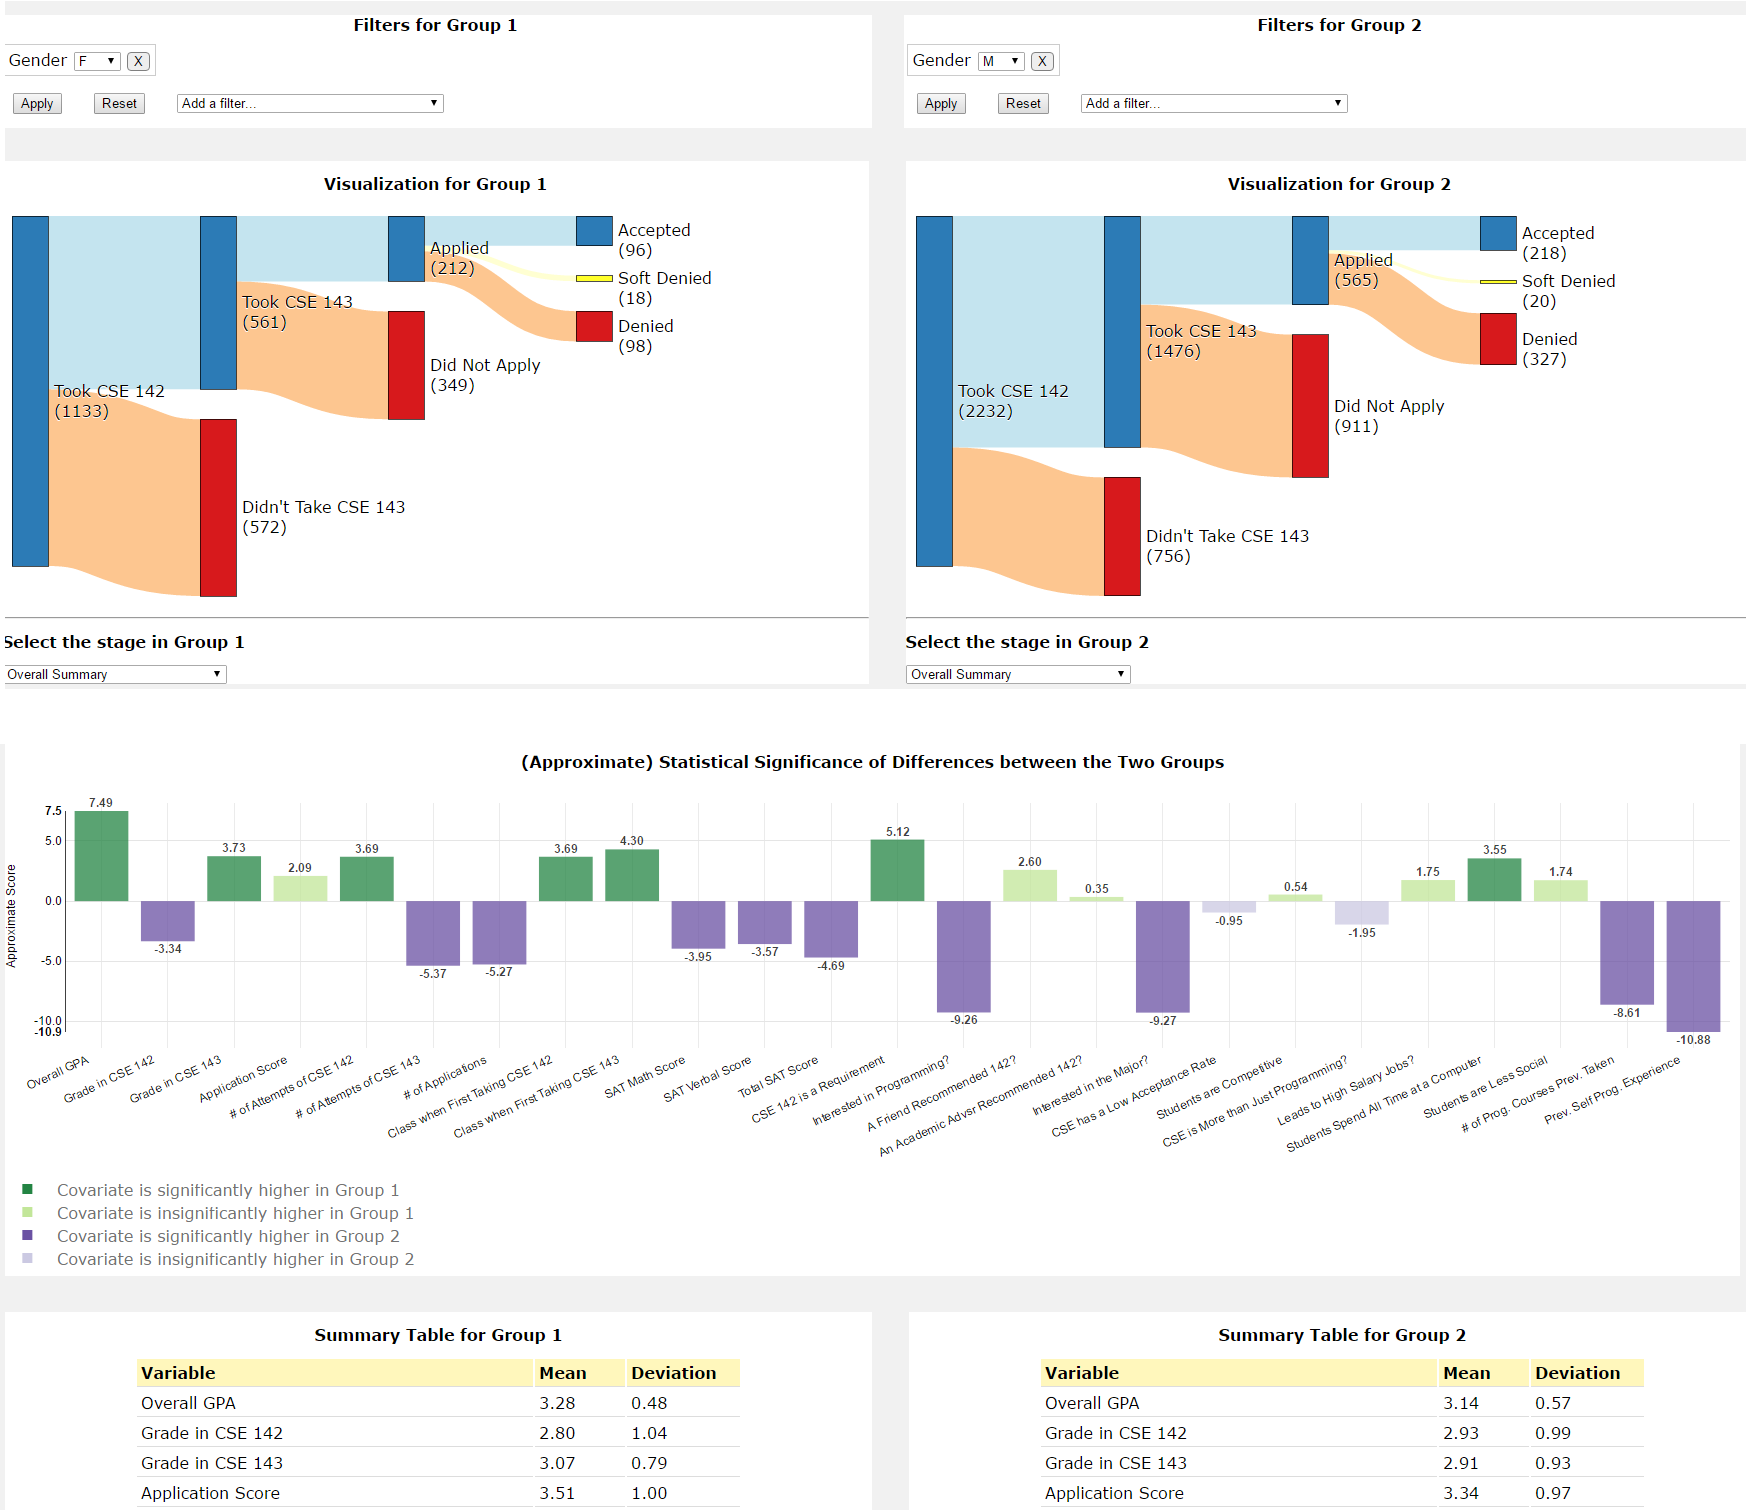 Filters for Group 1
Gender F X
Apply Reset Add a filter...
Filters for Group 2
Gender M X
Apply Reset Add a filter...
Visualization for Group 1
Took CSE 142
(1133)
Took CSE 143
(561)
Didn't Take CSE 143
(572)
Applied
(212)
Did Not Apply
(349)
Accepted
(96)
Soft Denied
(18)
Denied
(98)
Select the stage in Group 1
Overall Summary
Visualization for Group 2
Took CSE 142
(2232)
Took CSE 143
(1476)
Didn't Take CSE 143
(756)
Applied
(565)
Did Not Apply
(911)
Accepted
(218)
Soft Denied
(20)
Denied
(327)
Select the stage in Group 2
Overall Summary
(Approximate) Statistical Significance of Differences between the Two Groups
Approximate Score
7.5
5.0
0.0
-5.0
-10.0
-10.9
7.49
-3.34
3.73
2.09
3.69
-5.37
-5.27
3.69
4.30
-3.95
-3.57
-4.69
5.12
-9.26
2.60
0.35
-9.27
-0.95
0.54
-1.95
1.75
3.55
1.74
-8.61
-10.88
Overall GPA
Grade in CSE 142
Grade in CSE 143
Application Score
# of Attempts of CSE 142
# of Attempts of CSE 143
# of Applications
Class when First Taking CSE 142
Class when First Taking CSE 143
SAT Math Score
SAT Verbal Score
Total SAT Score
CSE 142 is a Requirement
Interested in Programming?
A Friend Recommended 142?
An Academic Advsr Recommended 142?
Interested in the Major?
CSE has a Low Acceptance Rate
Students are Competitive
CSE is More than Just Programming?
Leads to High Salary Jobs?
Students Spend All Time at a Computer
Students are Less Social
# of Prog. Courses Prev. Taken
Prev. Self Prog. Experience
Covariate is significantly higher in Group 1
Covariate is insignificantly higher in Group 1
Covariate is significantly higher in Group 2
Covariate is insignificantly higher in Group 2
Summary Table for Group 1
Variable Mean Deviation
Overall GPA 3.28 0.48
Grade in CSE 142 2.80 1.04
Grade in CSE 143 3.07 0.79
Application Score 3.51 1.00
Summary Table for Group 2
Variable Mean Deviation
Overall GPA 3.14 0.57
Grade in CSE 142 2.93 0.99
Grade in CSE 143 2.91 0.93
Application Score 3.34 0.97